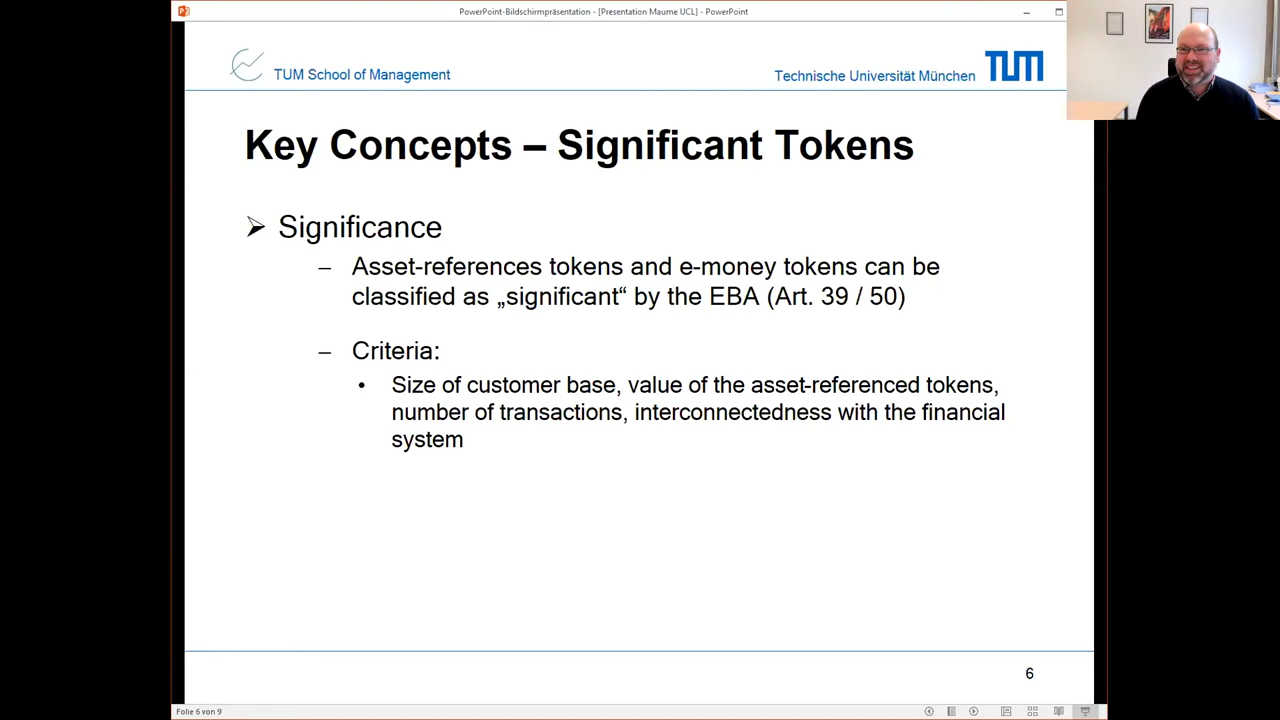 PowerPoint-Bildschirmpräsentation - [Presentation Maume UCL] - PowerPoint
TUM School of Management
Technische Universität München
TUM
Key Concepts – Significant Tokens
Significance
– Asset-references tokens and e-money tokens can be
classified as „significant“ by the EBA (Art. 39 / 50)
– Criteria:
• Size of customer base, value of the asset-referenced tokens,
number of transactions, interconnectedness with the financial
system
6
Folie 6 von 9